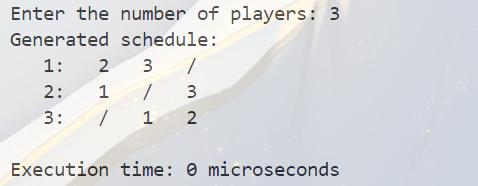 Enter the number of players: 3
Generated schedule:
   1:   2   3   /
   2:   1   /   3
   3:   /   1   2

Execution time: 0 microseconds